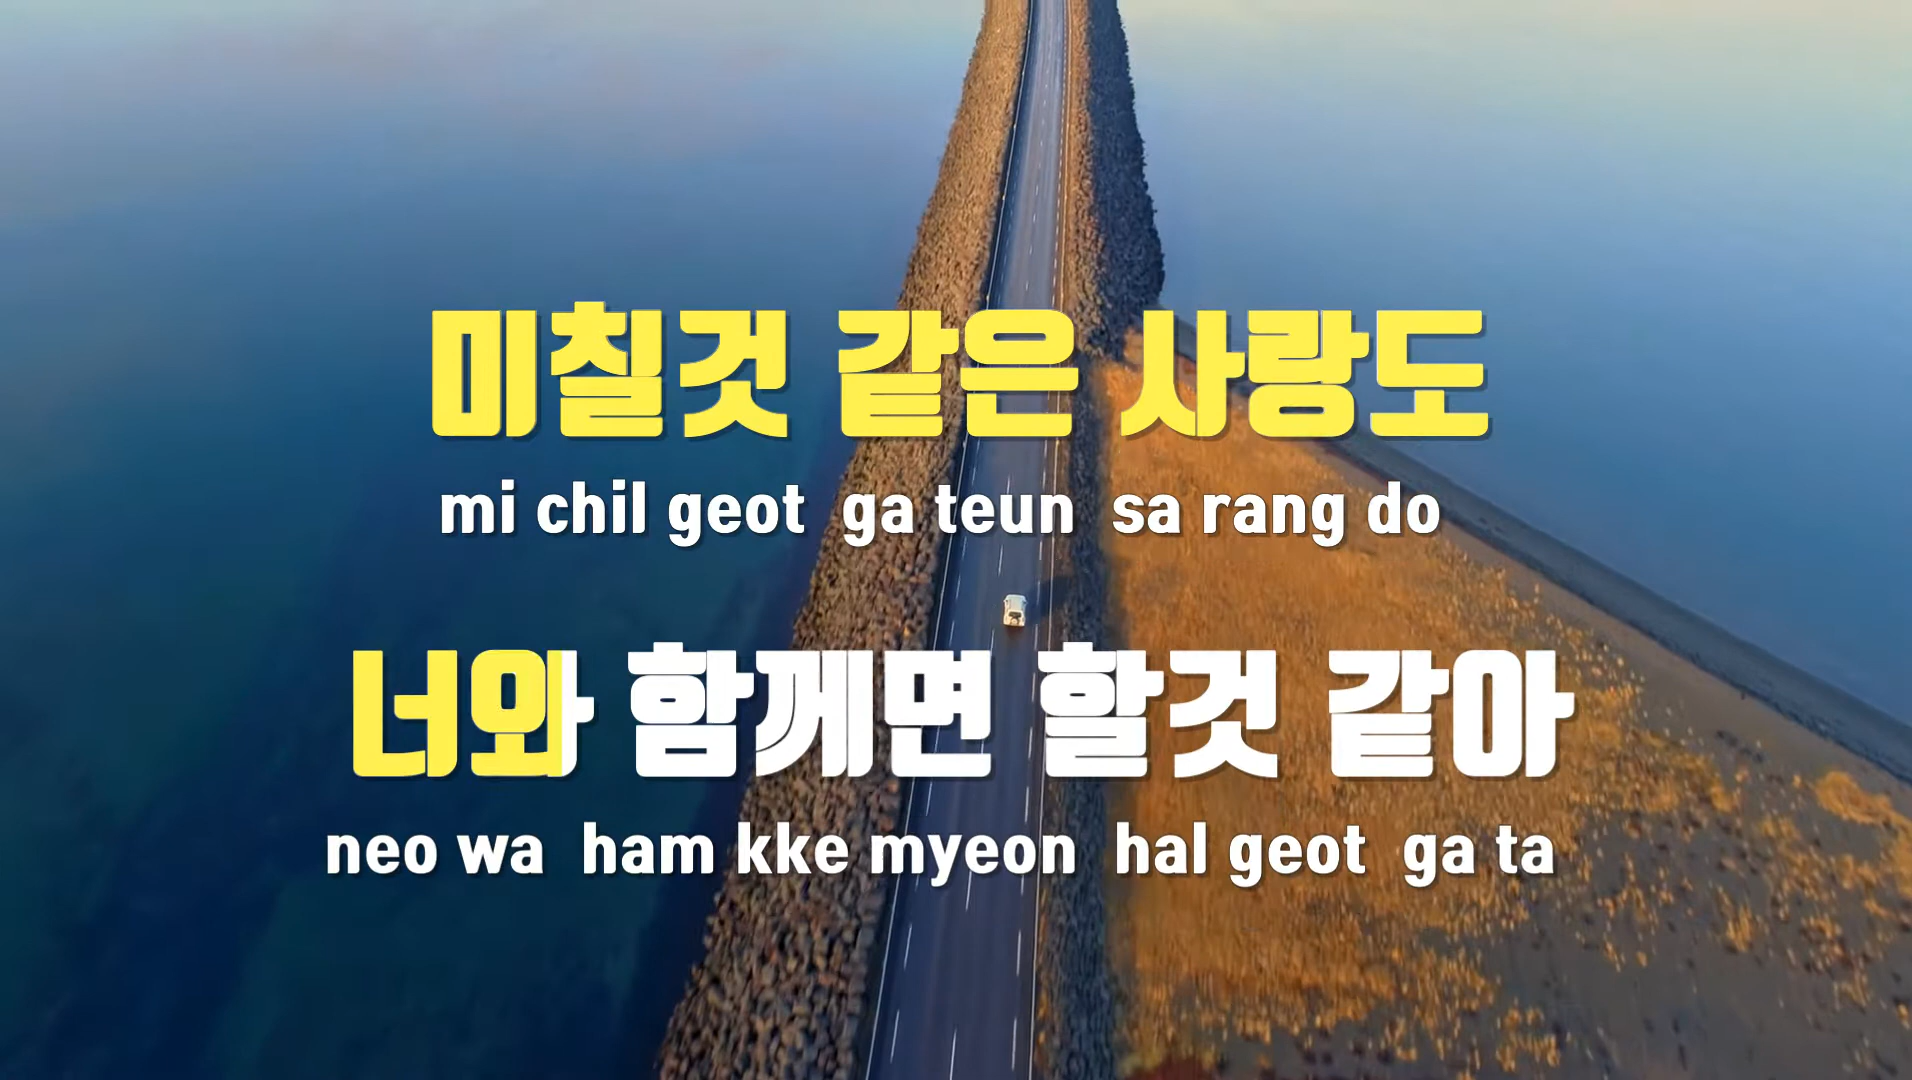 미칠것 같은 사랑도
mi chil geot ga teun sa rang do
너와 함께면 할것 같아
neo wa ham kke myeon hal geot ga ta